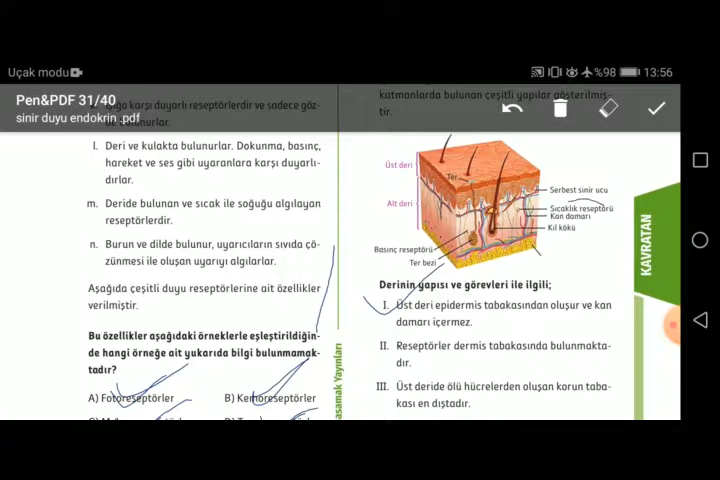 Uçak modu
%98
13:56
Pen&PDF 31/40
sinir duyu endokrin .pdf
k. Işığa karşı duyarlı reseptörlerdir ve sadece göz-
de bulunurlar.
l. Deri ve kulakta bulunurlar. Dokunma, basınç,
hareket ve ses gibi uyaranlara karşı duyarlı-
dırlar.
m. Deride bulunan ve sıcak ile soğuğu algılayan
reseptörlerdir.
n. Burun ve dilde bulunur, uyarıcıların sıvıda çö-
zünmesi ile oluşan uyarıyı algılarlar.
Aşağıda çeşitli duyu reseptörlerine ait özellikler
verilmiştir.
Bu özellikler aşağıdaki örneklerle eşleştirildiğin-
de hangi örneğe ait yukarıda bilgi bulunmamak-
tadır?
A) Fotoreseptörler
B) Kemoreseptörler
asamak Yayınları
katmanlarda bulunan çeşitli yapılar gösterilmiş-
tir.
Üst deri
Ter
Alt deri
Serbest sinir ucu
Sıcaklık reseptörü
Kan damarı
Kıl kökü
Basınç reseptörü
Ter bezi
Derinin yapısı ve görevleri ile ilgili;
I. Üst deri epidermis tabakasından oluşur ve kan
damarı içermez.
II. Reseptörler dermis tabakasında bulunmakta-
dır.
III. Üst deride ölü hücrelerden oluşan korun taba-
kası en dıştadır.
KAVRATAN